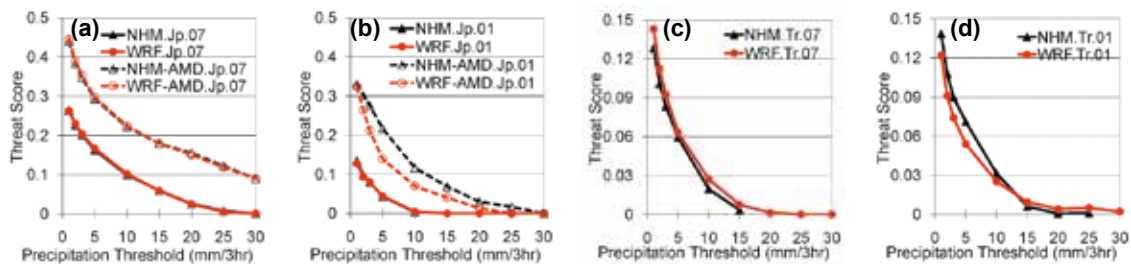 (a)
NHM.Jp.07
WRF.Jp.07
NHM-AMD.Jp.07
WRF-AMD.Jp.07
Threat Score
0.5
0.4
0.3
0.2
0.1
0
0 5 10 15 20 25 30
Precipitation Threshold (mm/3hr)
(b)
NHM.Jp.01
WRF.Jp.01
NHM-AMD.Jp.01
WRF-AMD.Jp.01
Threat Score
0.5
0.4
0.3
0.2
0.1
0
0 5 10 15 20 25 30
Precipitation Threshold (mm/3hr)
(c)
NHM.Tr.07
WRF.Tr.07
Threat Score
0.15
0.12
0.09
0.06
0.03
0
0 5 10 15 20 25 30
Precipitation Threshold (mm/3hr)
(d)
NHM.Tr.01
WRF.Tr.01
Threat Score
0.15
0.12
0.09
0.06
0.03
0
0 5 10 15 20 25 30
Precipitation Threshold (mm/3hr)